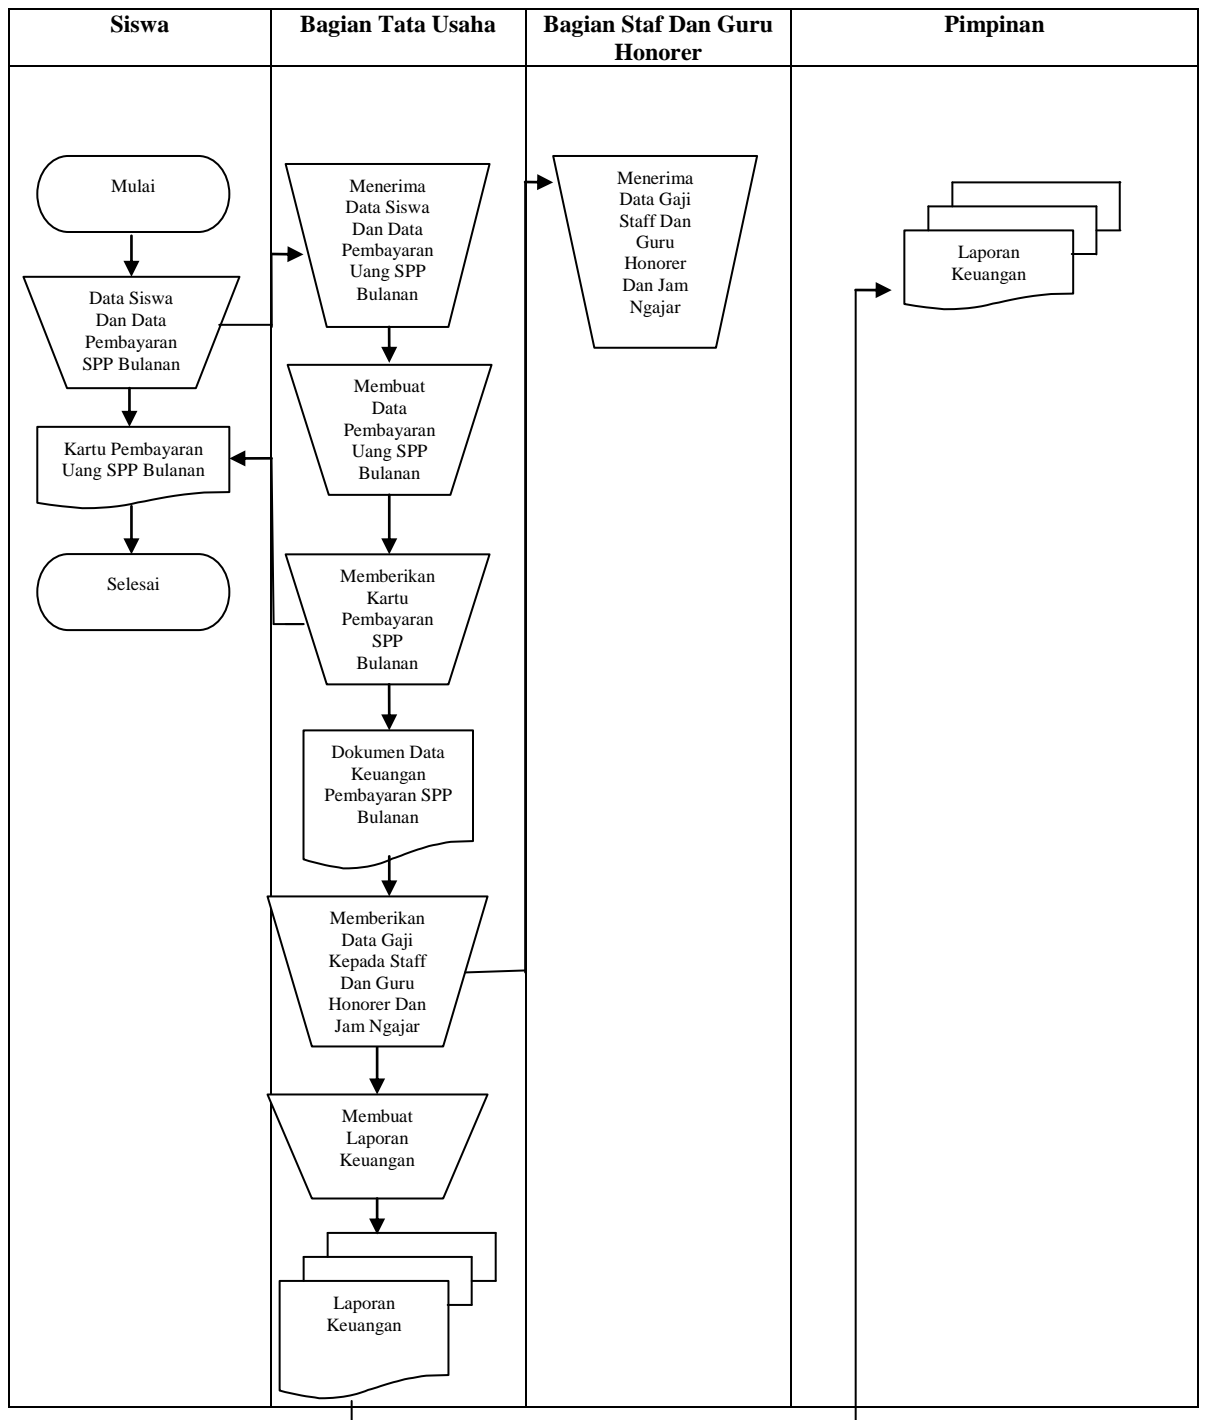 Siswa
Bagian Tata Usaha
Bagian Staf Dan Guru
Honorer
Pimpinan
Mulai
Data Siswa
Dan Data
Pembayaran
SPP Bulanan
Kartu Pembayaran
Uang SPP Bulanan
Selesai
Menerima
Data Siswa
Dan Data
Pembayaran
Uang SPP
Bulanan
Membuat
Data
Pembayaran
Uang SPP
Bulanan
Memberikan
Kartu
Pembayaran
SPP
Bulanan
Dokumen Data
Keuangan
Pembayaran SPP
Bulanan
Memberikan
Data Gaji
Kepada Staff
Dan Guru
Honorer Dan
Jam Ngajar
Membuat
Laporan
Keuangan
Laporan
Keuangan
Menerima
Data Gaji
Staff Dan
Guru
Honorer
Dan Jam
Ngajar
Laporan
Keuangan